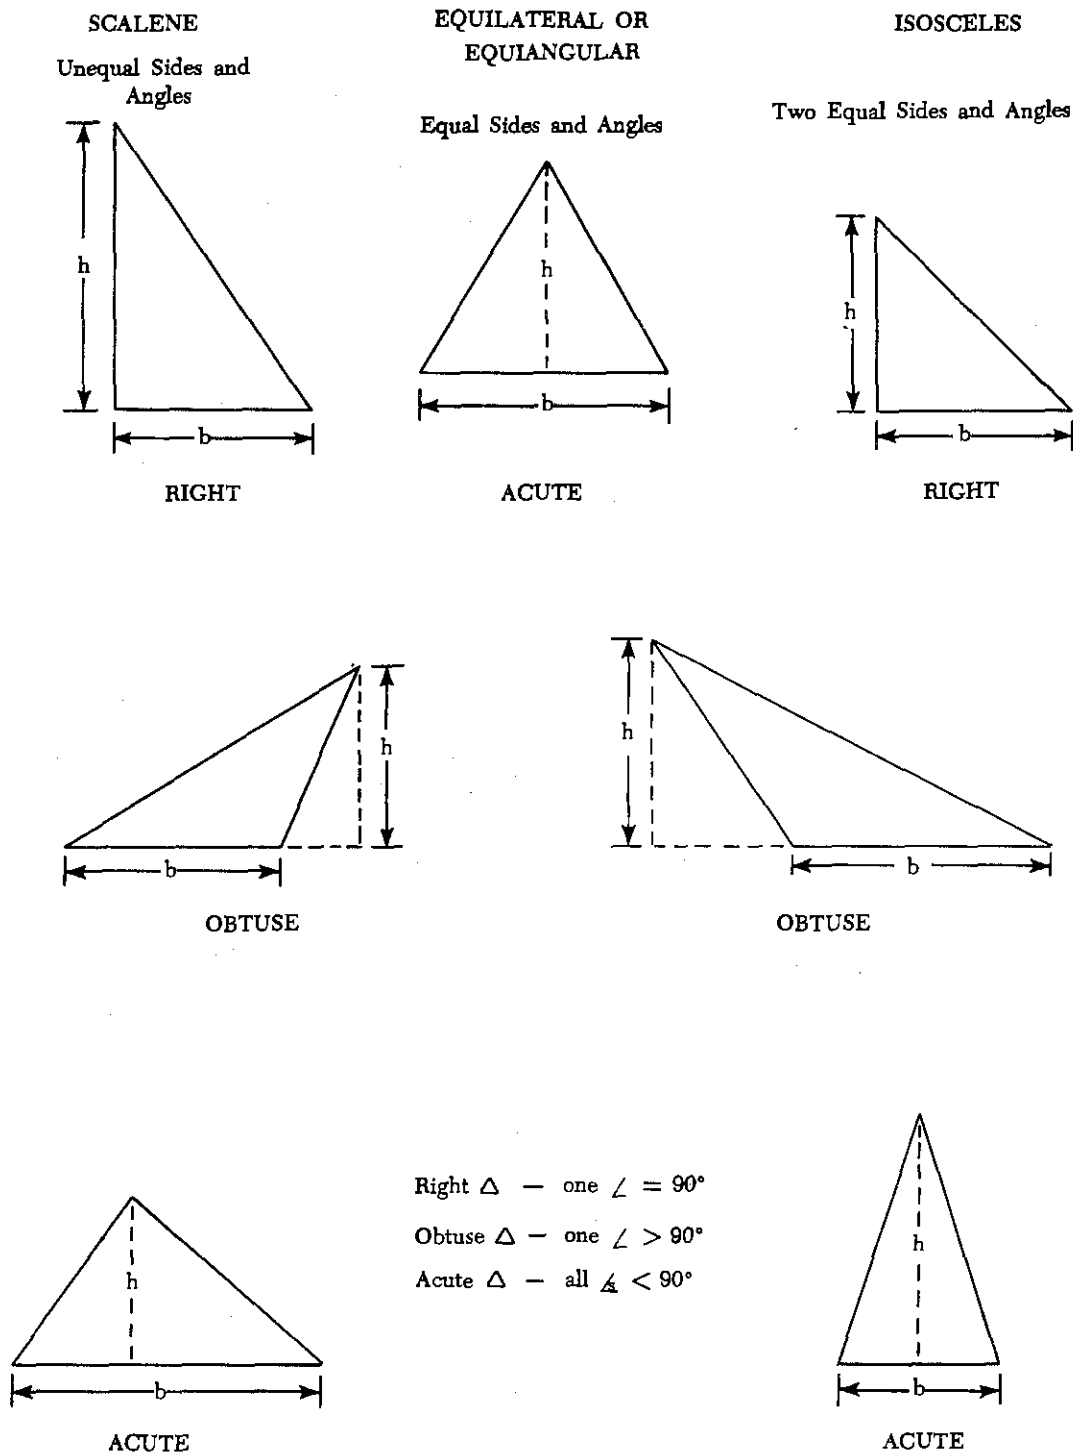 SCALENE
Unequal Sides and
Angles
EQUILATERAL OR
EQUIANGULAR
Equal Sides and Angles
ISOSCELES
Two Equal Sides and Angles
h
b
RIGHT
h
b
ACUTE
h
b
RIGHT
h
b
OBTUSE
h
b
OBTUSE
h
b
ACUTE
Right △ — one ∠ = 90°
Obtuse △ — one ∠ > 90°
Acute △ — all ∠s < 90°
h
b
ACUTE